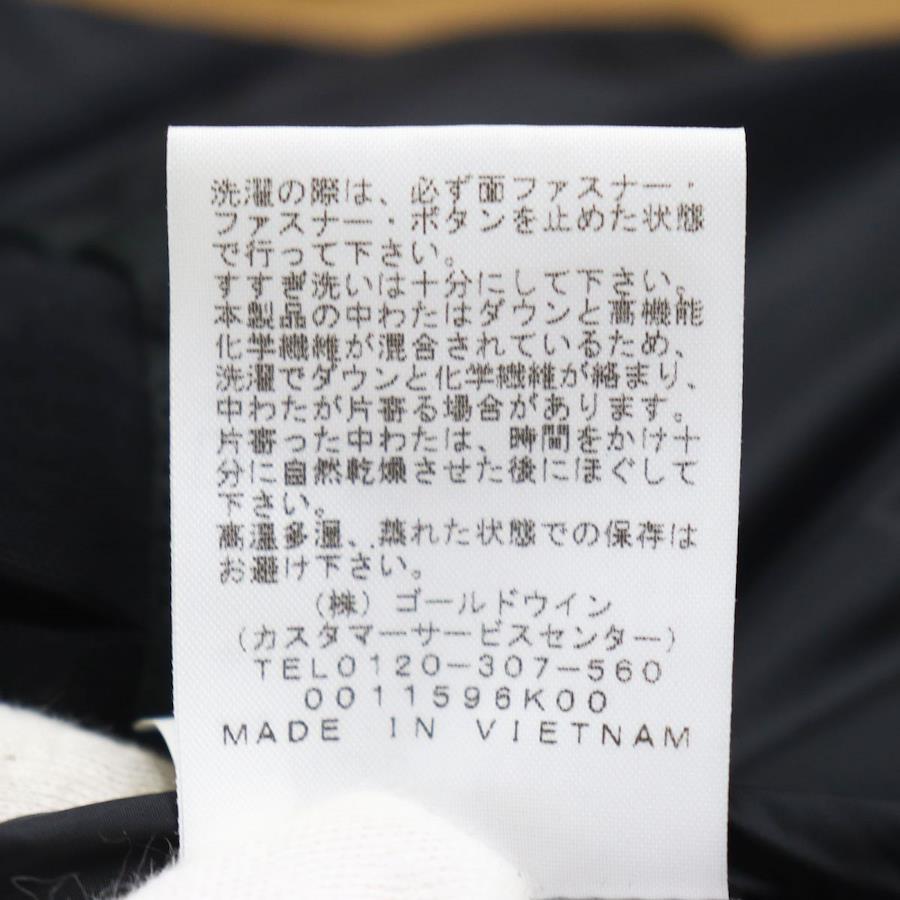 洗濯の際は、必ず面ファスナー・
ファスナー・ボタンを止めた状態
で行って下さい。
すすぎ洗いは十分にして下さい。
本製品の中わたはダウンと高機能
化学繊維が混合されているため、
洗濯でダウンと化学繊維が絡まり、
中わたが片寄る場合があります。
片寄った中わたは、時間をかけ十
分に自然乾燥させた後にほぐして
下さい。
高温多湿、蒸れた状態での保存は
お避け下さい。
(株)ゴールドウイン
(カスタマーサービスセンター)
TEL0120-307-560
0011596K00
MADE IN VIETNAM